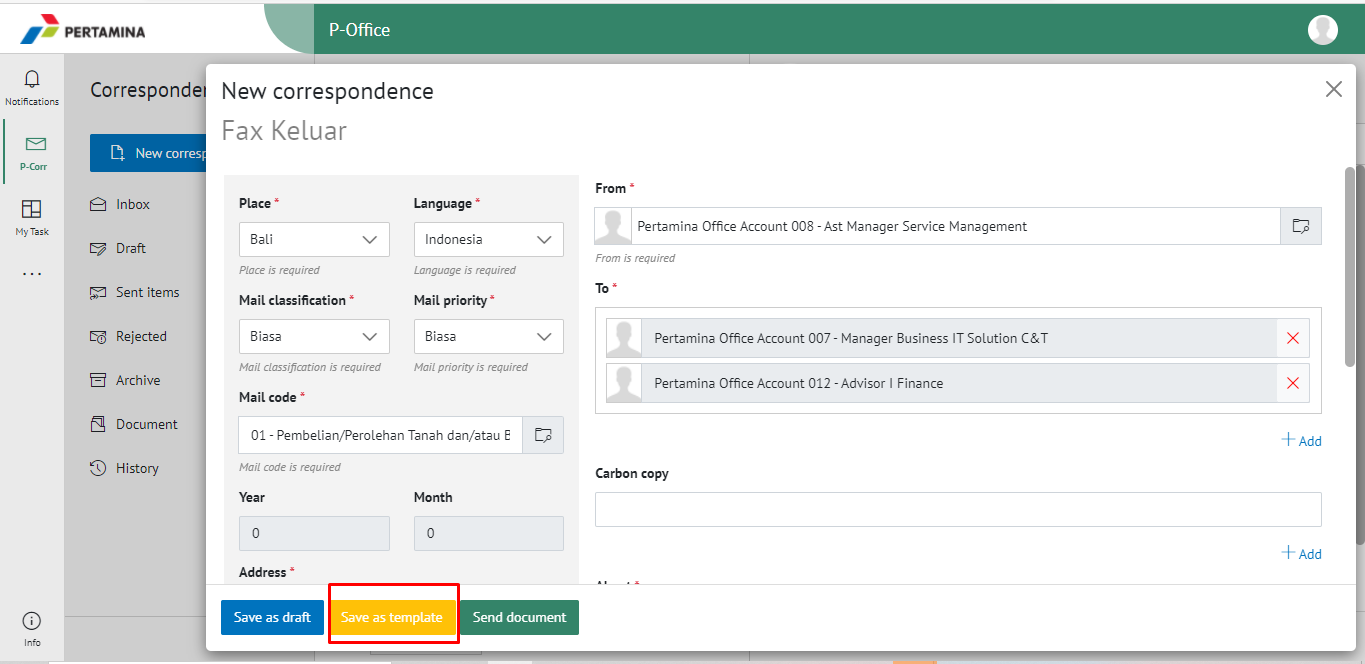 PERTAMINA
P-Office
Notifications
P-Corr
My Task
Info
Corresponder
New corresp
Inbox
Draft
Sent items
Rejected
Archive
Document
History
New correspondence
Fax Keluar
Place *
Language *
Bali
Indonesia
Place is required
Language is required
Mail classification *
Mail priority *
Biasa
Biasa
Mail classification is required
Mail priority is required
Mail code *
01 - Pembelian/Perolehan Tanah dan/atau B
Mail code is required
Year
Month
0
0
Address *
From *
Pertamina Office Account 008 - Ast Manager Service Management
From is required
To *
Pertamina Office Account 007 - Manager Business IT Solution C&T
Pertamina Office Account 012 - Advisor I Finance
+ Add
Carbon copy
+ Add
Save as draft
Save as template
Send document